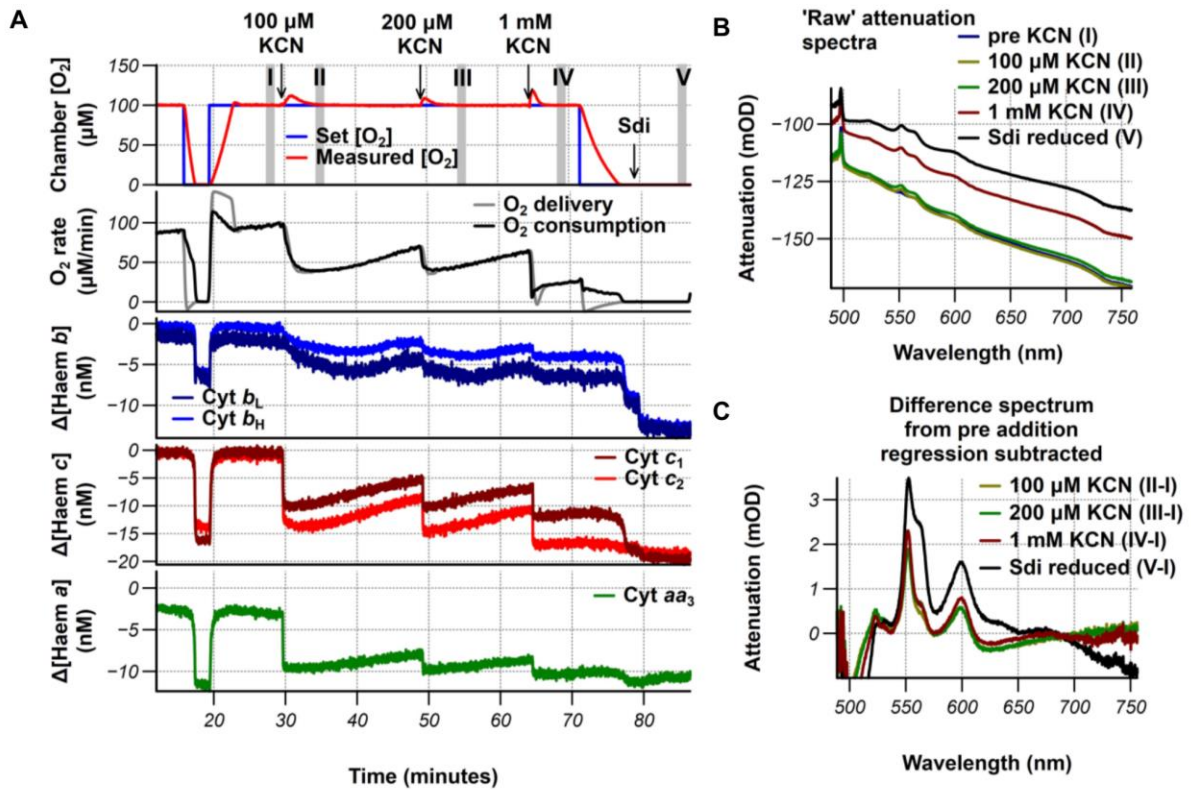 A
100 µM
KCN
200 µM
KCN
1 mM
KCN
150
100
50
0
Chamber [O₂]
(µM)
I
II
III
IV
V
Sdi
Set [O₂]
Measured [O₂]
100
50
0
O₂ rate
(µM/min)
O₂ delivery
O₂ consumption
0
−5
−10
Δ[Haem b]
(nM)
Cyt bL
Cyt bH
0
−5
−10
−15
−20
Δ[Haem c]
(nM)
Cyt c₁
Cyt c₂
0
−5
−10
Δ[Haem a]
(nM)
Cyt aa₃
20
30
40
50
60
70
80
Time (minutes)
B
'Raw' attenuation
spectra
pre KCN (I)
100 µM KCN (II)
200 µM KCN (III)
1 mM KCN (IV)
Sdi reduced (V)
−100
−125
−150
Attenuation (mOD)
500
550
600
650
700
750
Wavelength (nm)
C
Difference spectrum
from pre addition
regression subtracted
100 µM KCN (II-I)
200 µM KCN (III-I)
1 mM KCN (IV-I)
Sdi reduced (V-I)
3
2
1
0
Attenuation (mOD)
500
550
600
650
700
750
Wavelength (nm)